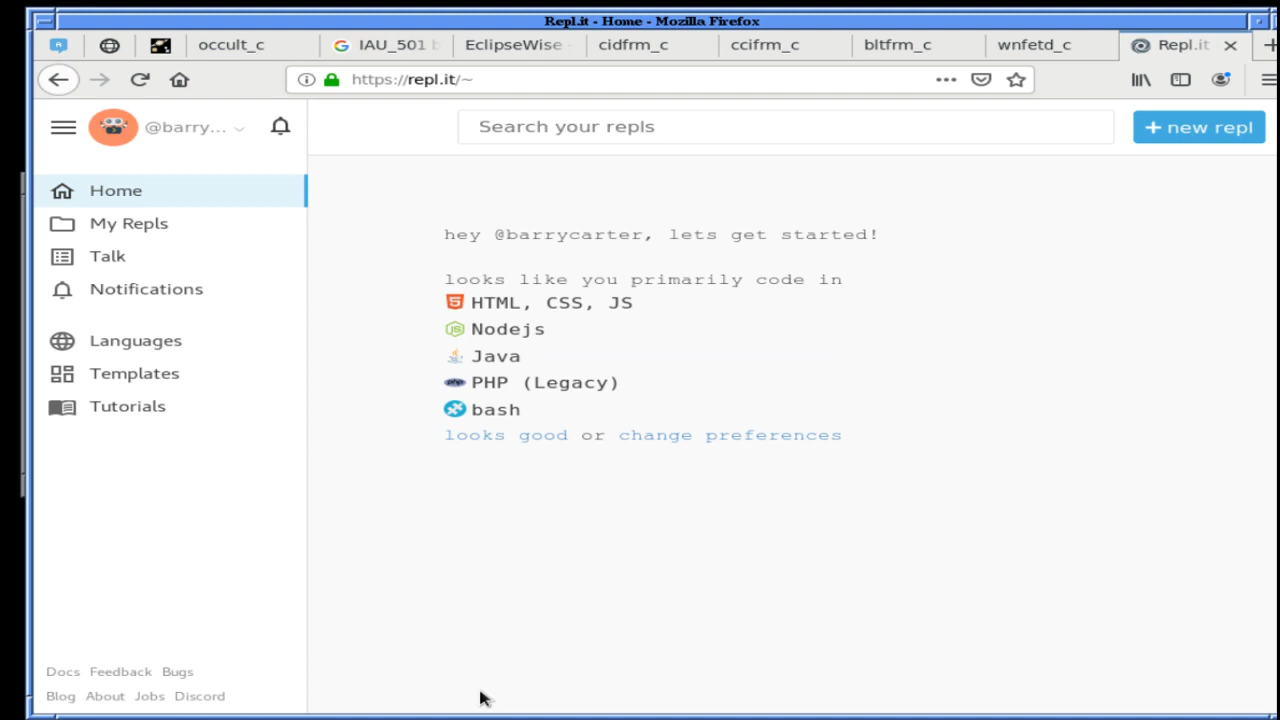 Repl.it - Home - Mozilla Firefox
occult_c
IAU_501 b
EclipseWise -
cidfrm_c
ccifrm_c
bltfrm_c
wnfetd_c
Repl.it
https://repl.it/~
@barry...
Search your repls
+ new repl
Home
My Repls
Talk
Notifications
Languages
Templates
Tutorials
hey @barrycarter, lets get started!
looks like you primarily code in
HTML, CSS, JS
Nodejs
Java
PHP (Legacy)
bash
looks good or change preferences
Docs Feedback Bugs
Blog About Jobs Discord